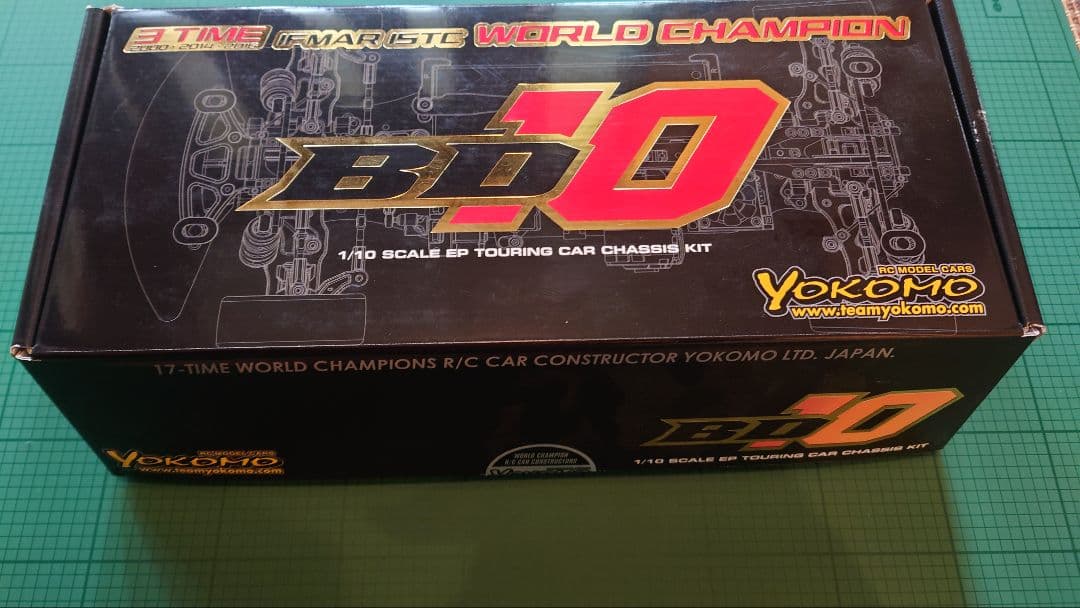 3 TIME IFMAR ISTC WORLD CHAMPION
2000・2014・2016
BD10
1/10 SCALE EP TOURING CAR CHASSIS KIT
RC MODEL CARS
YOKOMO
www.teamyokomo.com
17-TIME WORLD CHAMPIONS R/C CAR CONSTRUCTOR YOKOMO LTD. JAPAN.
BD10
1/10 SCALE EP TOURING CAR CHASSIS KIT
RC MODEL CARS
YOKOMO
www.teamyokomo.com
WORLD CHAMPION
R/C CAR CONSTRUCTORS
YOKOMO